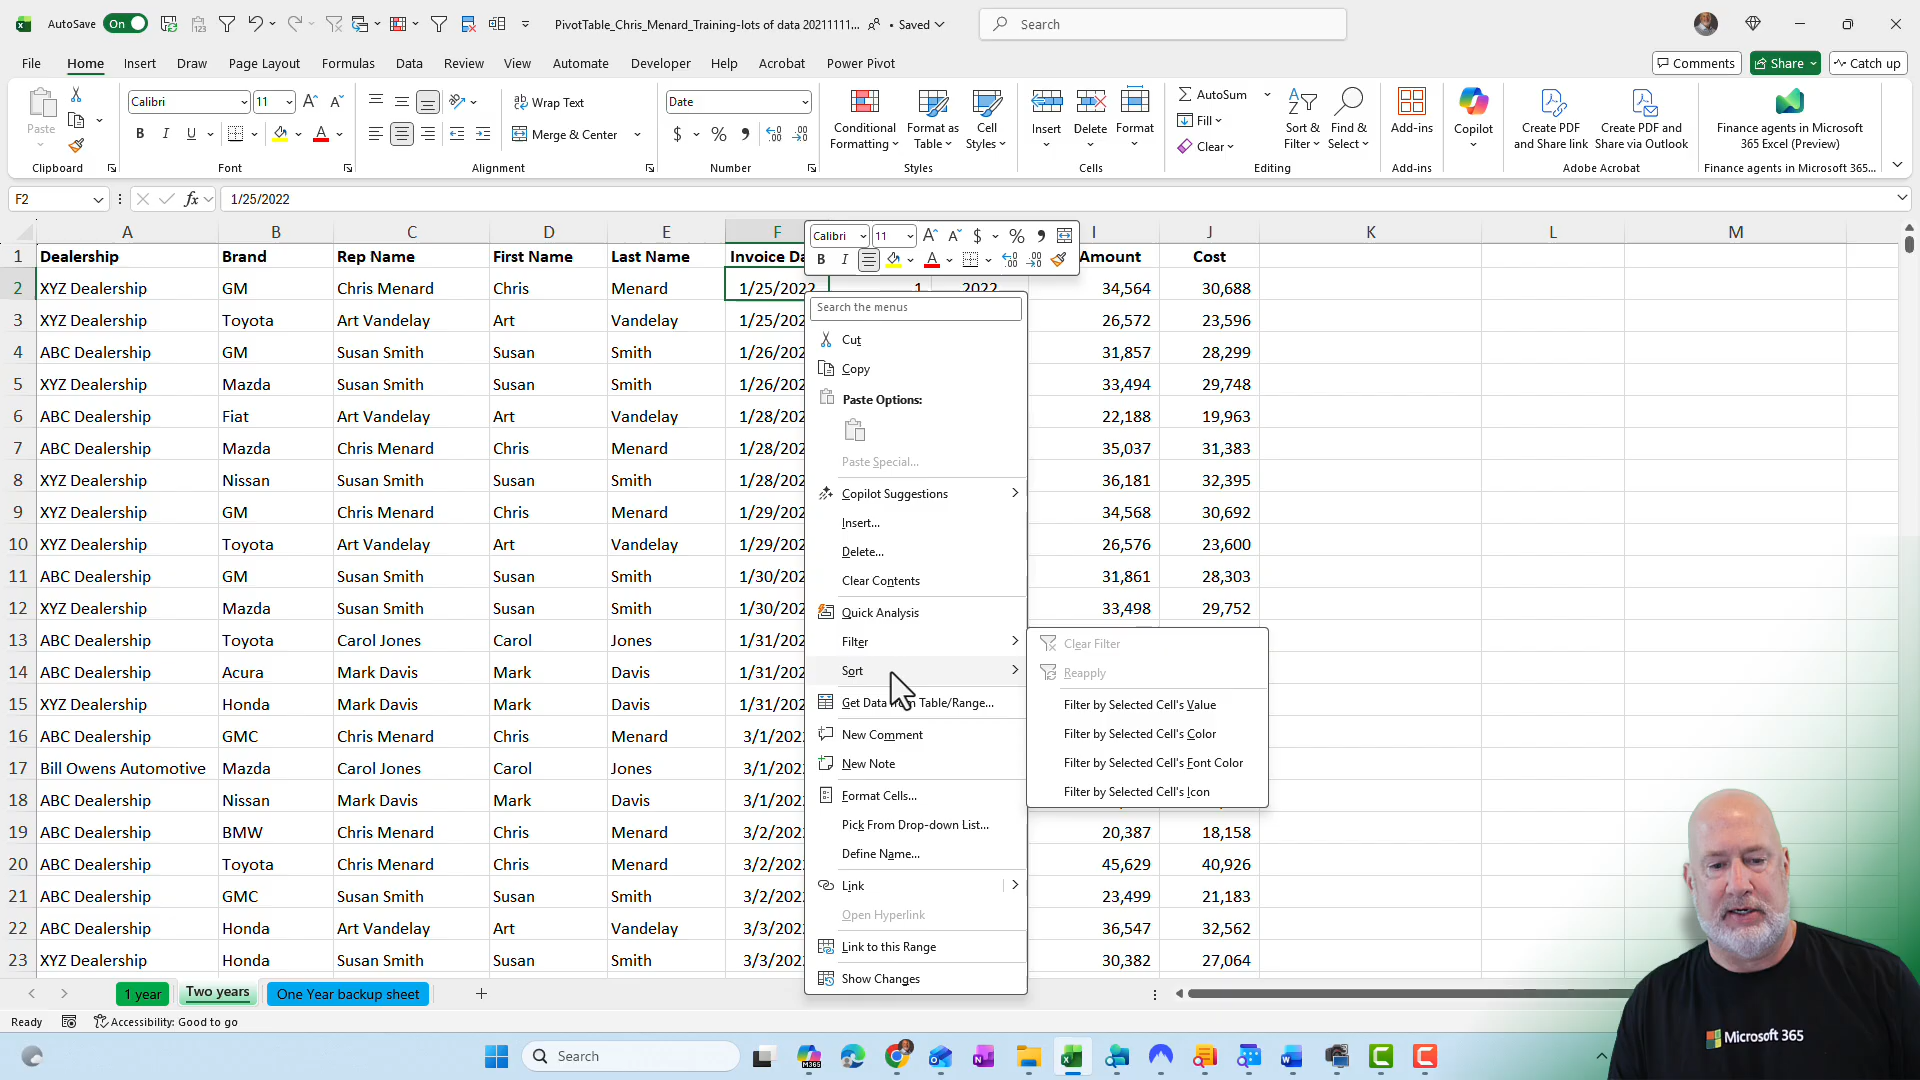 AutoSave On PivotTable_Chris_Menard_Training-lots of data 20211111... • Saved Search
File Home Insert Draw Page Layout Formulas Data Review View Automate Developer Help Acrobat Power Pivot Comments Share Catch up
Paste Calibri 11 Wrap Text Date AutoSum
Conditional Formatting Format as Table Cell Styles Insert Delete Format Fill Sort & Filter Find & Select Add-ins Copilot Create PDF and Share link Create PDF and Share via Outlook Finance agents in Microsoft 365 Excel (Preview)
B I U Merge & Center $ % Clear
Clipboard Font Alignment Number Styles Cells Editing Add-ins Adobe Acrobat Finance agents in Microsoft 365...
F2 fx 1/25/2022
A B C D E F I J K L M
1 Dealership Brand Rep Name First Name Last Name Invoice Da Amount Cost
2 XYZ Dealership GM Chris Menard Chris Menard 1/25/2022 1 2022 34,564 30,688
3 XYZ Dealership Toyota Art Vandelay Art Vandelay 1/25/202 26,572 23,596
4 ABC Dealership GM Susan Smith Susan Smith 1/26/202 31,857 28,299
5 XYZ Dealership Mazda Susan Smith Susan Smith 1/26/202 33,494 29,748
6 ABC Dealership Fiat Art Vandelay Art Vandelay 1/28/202 22,188 19,963
7 ABC Dealership Mazda Chris Menard Chris Menard 1/28/202 35,037 31,383
8 XYZ Dealership Nissan Susan Smith Susan Smith 1/28/202 36,181 32,395
9 XYZ Dealership GM Chris Menard Chris Menard 1/29/202 34,568 30,692
10 XYZ Dealership Toyota Art Vandelay Art Vandelay 1/29/202 26,576 23,600
11 ABC Dealership GM Susan Smith Susan Smith 1/30/202 31,861 28,303
12 XYZ Dealership Mazda Susan Smith Susan Smith 1/30/202 33,498 29,752
13 ABC Dealership Toyota Carol Jones Carol Jones 1/31/202
14 ABC Dealership Acura Mark Davis Mark Davis 1/31/202
15 XYZ Dealership Honda Mark Davis Mark Davis 1/31/202
16 ABC Dealership GMC Chris Menard Chris Menard 3/1/202
17 Bill Owens Automotive Mazda Carol Jones Carol Jones 3/1/202
18 ABC Dealership Nissan Mark Davis Mark Davis 3/1/202
19 ABC Dealership BMW Chris Menard Chris Menard 3/2/202 20,387 18,158
20 ABC Dealership Toyota Chris Menard Chris Menard 3/2/202 45,629 40,926
21 ABC Dealership GMC Susan Smith Susan Smith 3/2/202 23,499 21,183
22 ABC Dealership Honda Art Vandelay Art Vandelay 3/3/202 36,547 32,562
23 XYZ Dealership Honda Susan Smith Susan Smith 3/3/202 30,382 27,064
Calibri 11 $ %
B I A
Search the menus
Cut
Copy
Paste Options:
Paste Special...
Copilot Suggestions
Insert...
Delete...
Clear Contents
Quick Analysis
Filter
Sort
Get Data from Table/Range...
New Comment
New Note
Format Cells...
Pick From Drop-down List...
Define Name...
Link
Open Hyperlink
Link to this Range
Show Changes
Clear Filter
Reapply
Filter by Selected Cell's Value
Filter by Selected Cell's Color
Filter by Selected Cell's Font Color
Filter by Selected Cell's Icon
1 year Two years One Year backup sheet
Ready Accessibility: Good to go
Search
Microsoft 365